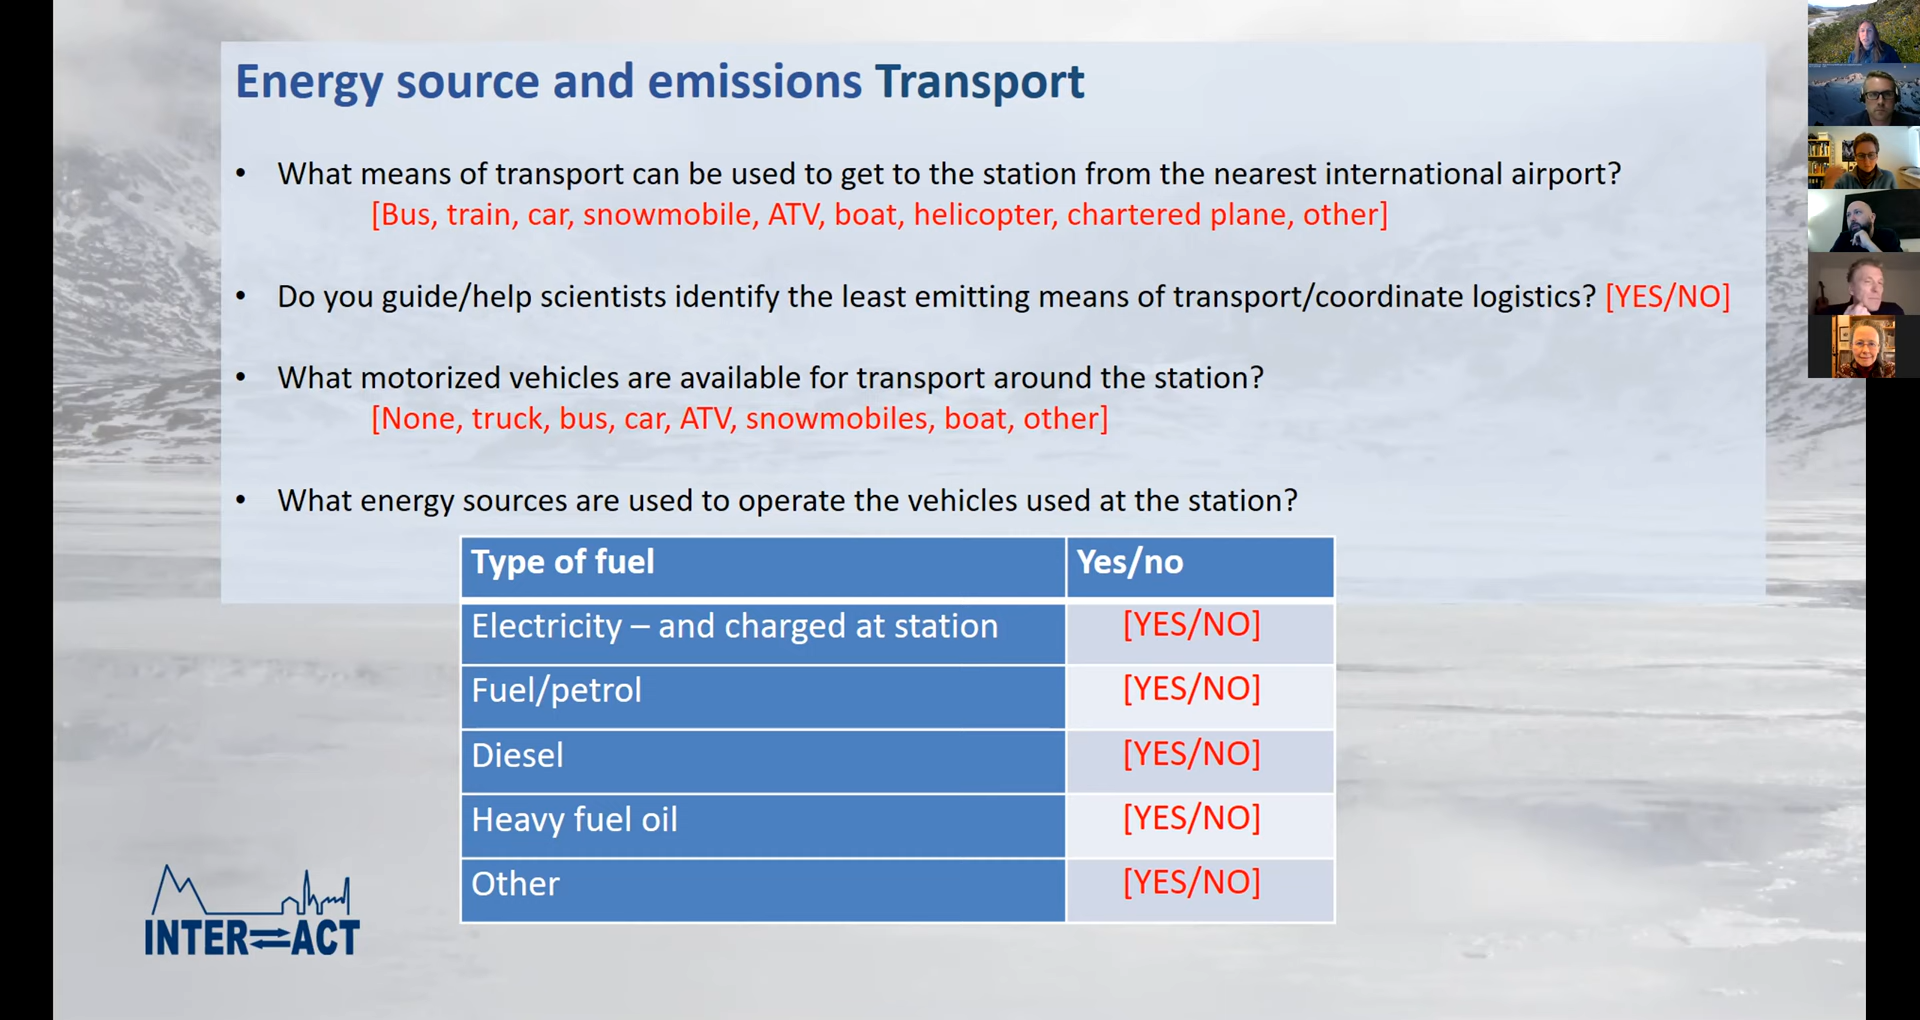 Energy source and emissions Transport
• What means of transport can be used to get to the station from the nearest international airport?
[Bus, train, car, snowmobile, ATV, boat, helicopter, chartered plane, other]
• Do you guide/help scientists identify the least emitting means of transport/coordinate logistics? [YES/NO]
• What motorized vehicles are available for transport around the station?
[None, truck, bus, car, ATV, snowmobiles, boat, other]
• What energy sources are used to operate the vehicles used at the station?
Type of fuel Yes/no
Electricity – and charged at station [YES/NO]
Fuel/petrol [YES/NO]
Diesel [YES/NO]
Heavy fuel oil [YES/NO]
Other [YES/NO]
INTER⇌ACT